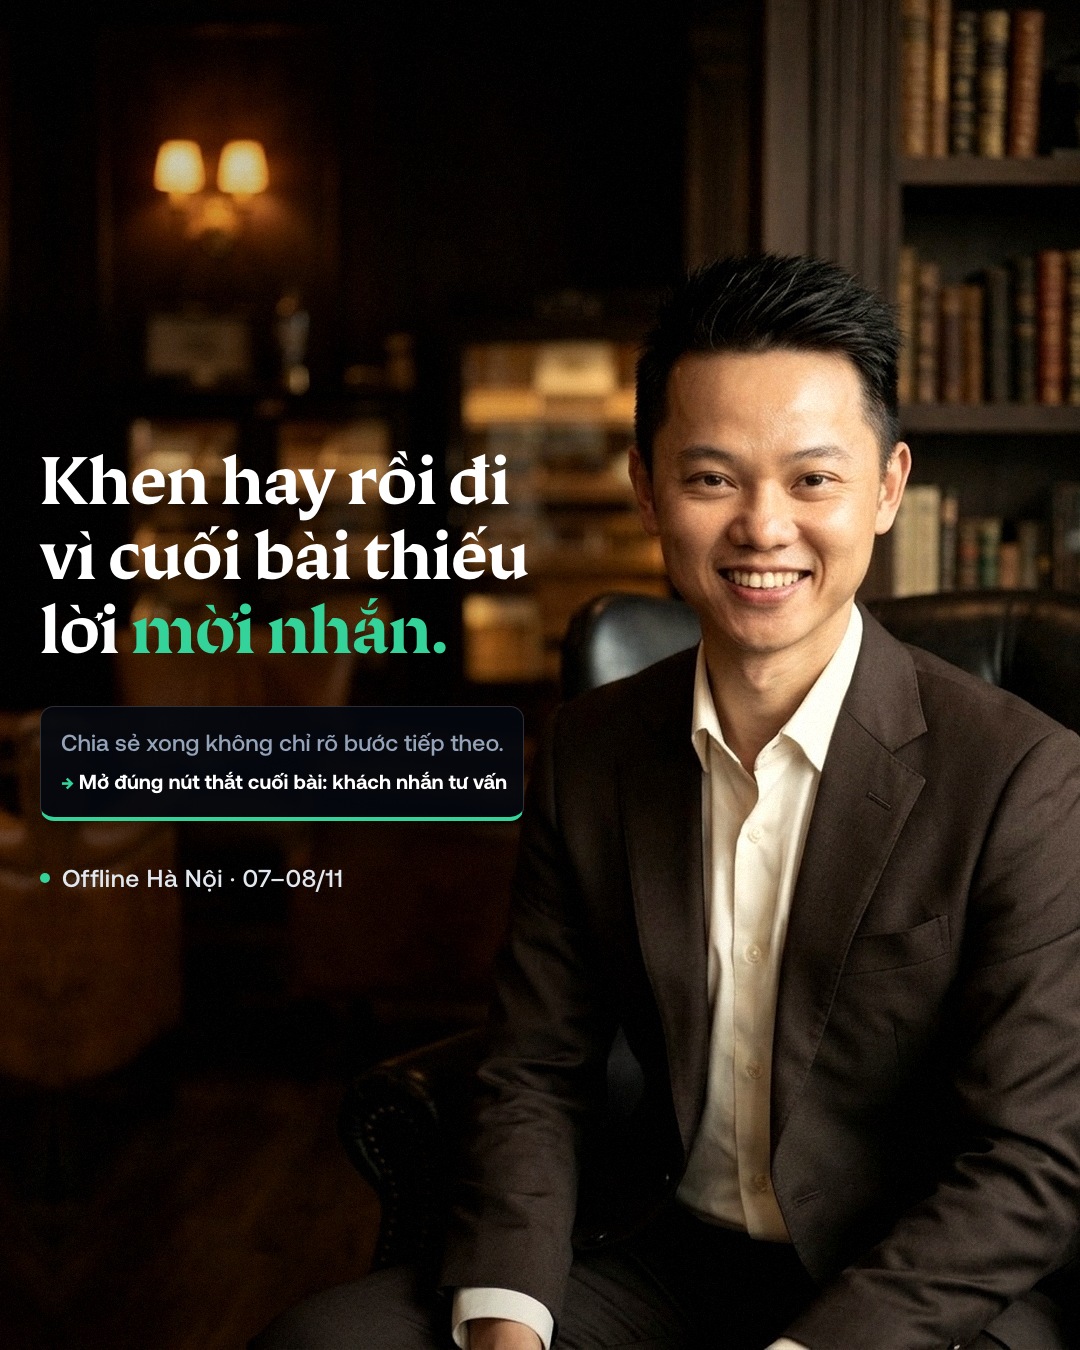 Khen hay rồi đi
vì cuối bài thiếu
lời mời nhắn.
Chia sẻ xong không chỉ rõ bước tiếp theo.
→ Mở đúng nút thắt cuối bài: khách nhắn tư vấn
Offline Hà Nội · 07–08/11